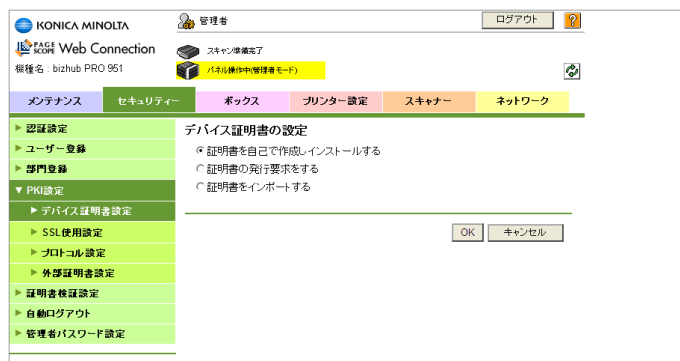 KONICA MINOLTA
管理者
ログアウト
?
PAGE SCOPE Web Connection
スキャン準備完了
機種名 : bizhub PRO 951
パネル操作中(管理者モード)
メンテナンス
セキュリティー
ボックス
プリンター設定
スキャナー
ネットワーク
認証設定
ユーザー登録
部門登録
PKI設定
デバイス証明書設定
SSL使用設定
プロトコル設定
外部証明書設定
証明書検証設定
自動ログアウト
管理者パスワード設定
デバイス証明書の設定
証明書を自己で作成しインストールする
証明書の発行要求をする
証明書をインポートする
OK
キャンセル